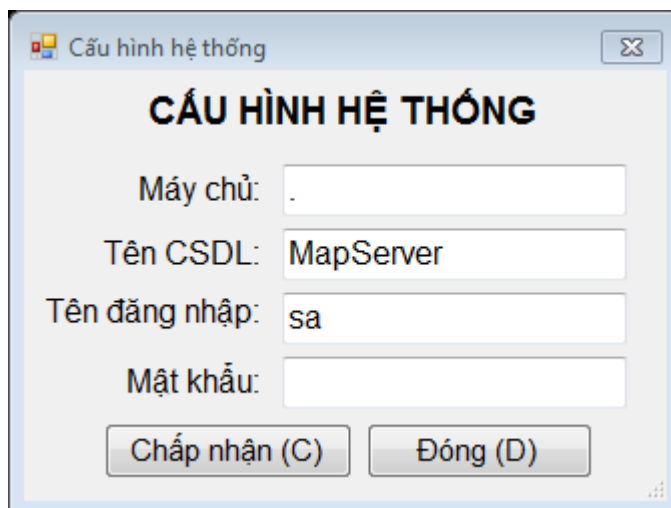 Cấu hình hệ thống
CẤU HÌNH HỆ THỐNG
Máy chủ: .
Tên CSDL: MapServer
Tên đăng nhập: sa
Mật khẩu:
Chấp nhận (C) Đóng (D)